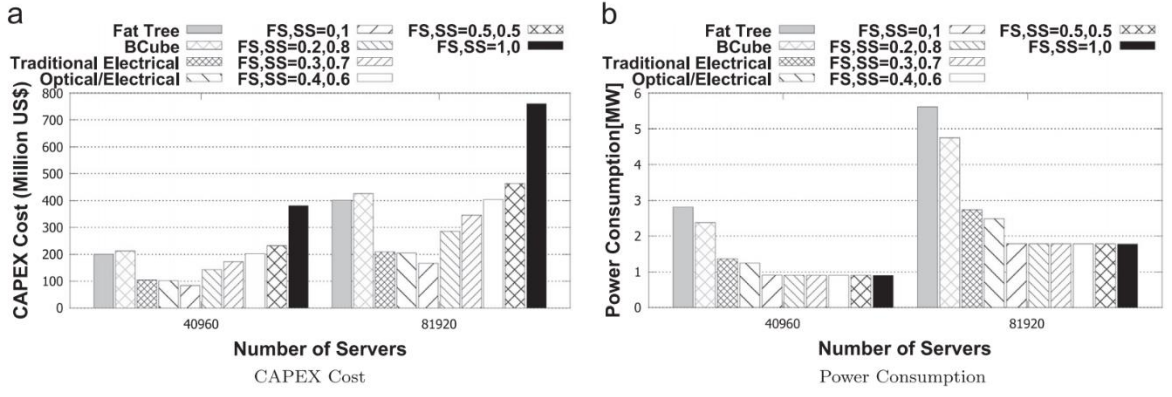 a
Fat Tree FS,SS=0,1 FS,SS=0.5,0.5
BCube FS,SS=0.2,0.8 FS,SS=1,0
Traditional Electrical FS,SS=0.3,0.7
Optical/Electrical FS,SS=0.4,0.6
CAPEX Cost (Million US$)
800
700
600
500
400
300
200
100
0
40960 81920
Number of Servers
CAPEX Cost
b
Fat Tree FS,SS=0,1 FS,SS=0.5,0.5
BCube FS,SS=0.2,0.8 FS,SS=1,0
Traditional Electrical FS,SS=0.3,0.7
Optical/Electrical FS,SS=0.4,0.6
Power Consumption[MW]
6
5
4
3
2
1
0
40960 81920
Number of Servers
Power Consumption